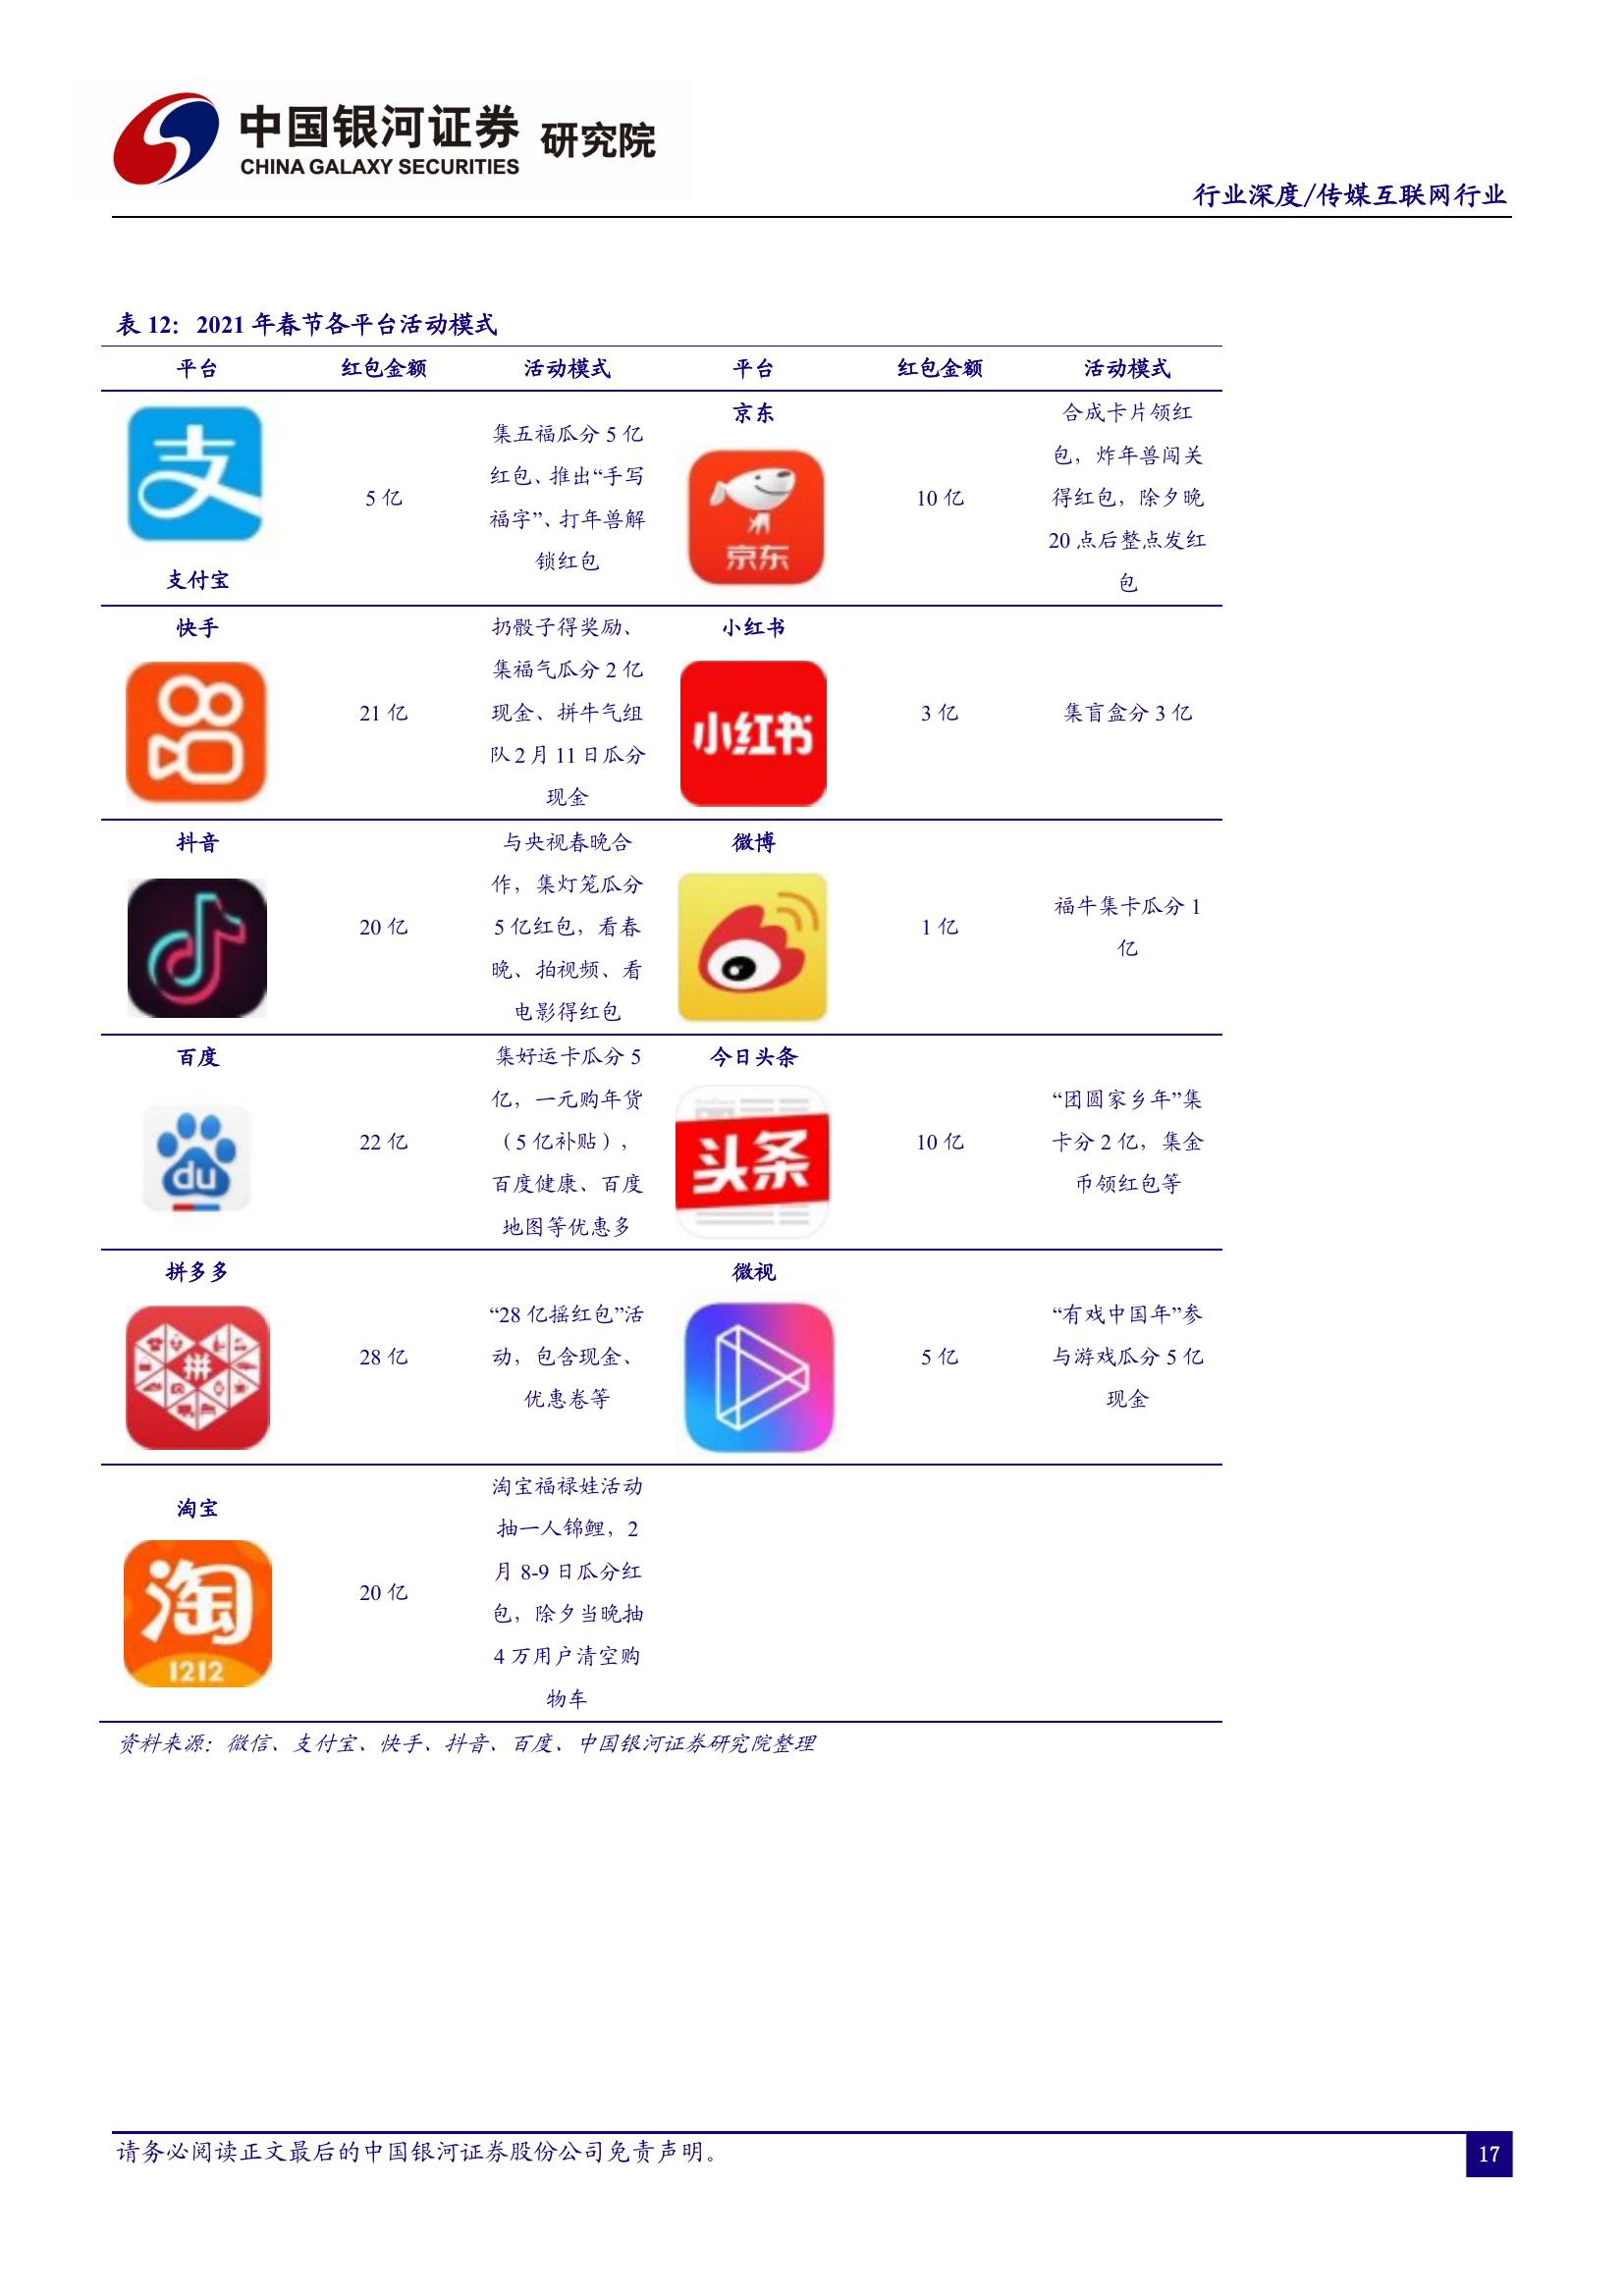 中国银河证券 研究院
CHINA GALAXY SECURITIES
行业深度/传媒互联网行业
表 12：2021 年春节各平台活动模式
平台 红包金额 活动模式 平台 红包金额 活动模式
支
支付宝
5 亿
集五福瓜分 5 亿
红包、推出“手写
福字”、打年兽解
锁红包
京东
京东
10 亿
合成卡片领红
包，炸年兽闯关
得红包，除夕晚
20 点后整点发红
包
快手
21 亿
扔骰子得奖励、
集福气瓜分 2 亿
现金、拼牛气组
队 2 月 11 日瓜分
现金
小红书
小红书
3 亿
集盲盒分 3 亿
抖音
20 亿
与央视春晚合
作，集灯笼瓜分
5 亿红包，看春
晚、拍视频、看
电影得红包
微博
1 亿
福牛集卡瓜分 1
亿
百度
du
22 亿
集好运卡瓜分 5
亿，一元购年货
（5 亿补贴），
百度健康、百度
地图等优惠多
今日头条
头条
10 亿
“团圆家乡年”集
卡分 2 亿，集金
币领红包等
拼多多
拼
28 亿
“28 亿摇红包”活
动，包含现金、
优惠卷等
微视
5 亿
“有戏中国年”参
与游戏瓜分 5 亿
现金
淘宝
淘
1212
20 亿
淘宝福禄娃活动
抽一人锦鲤，2
月 8-9 日瓜分红
包，除夕当晚抽
4 万用户清空购
物车
资料来源：微信、支付宝、快手、抖音、百度、中国银河证券研究院整理
请务必阅读正文最后的中国银河证券股份公司免责声明。
17